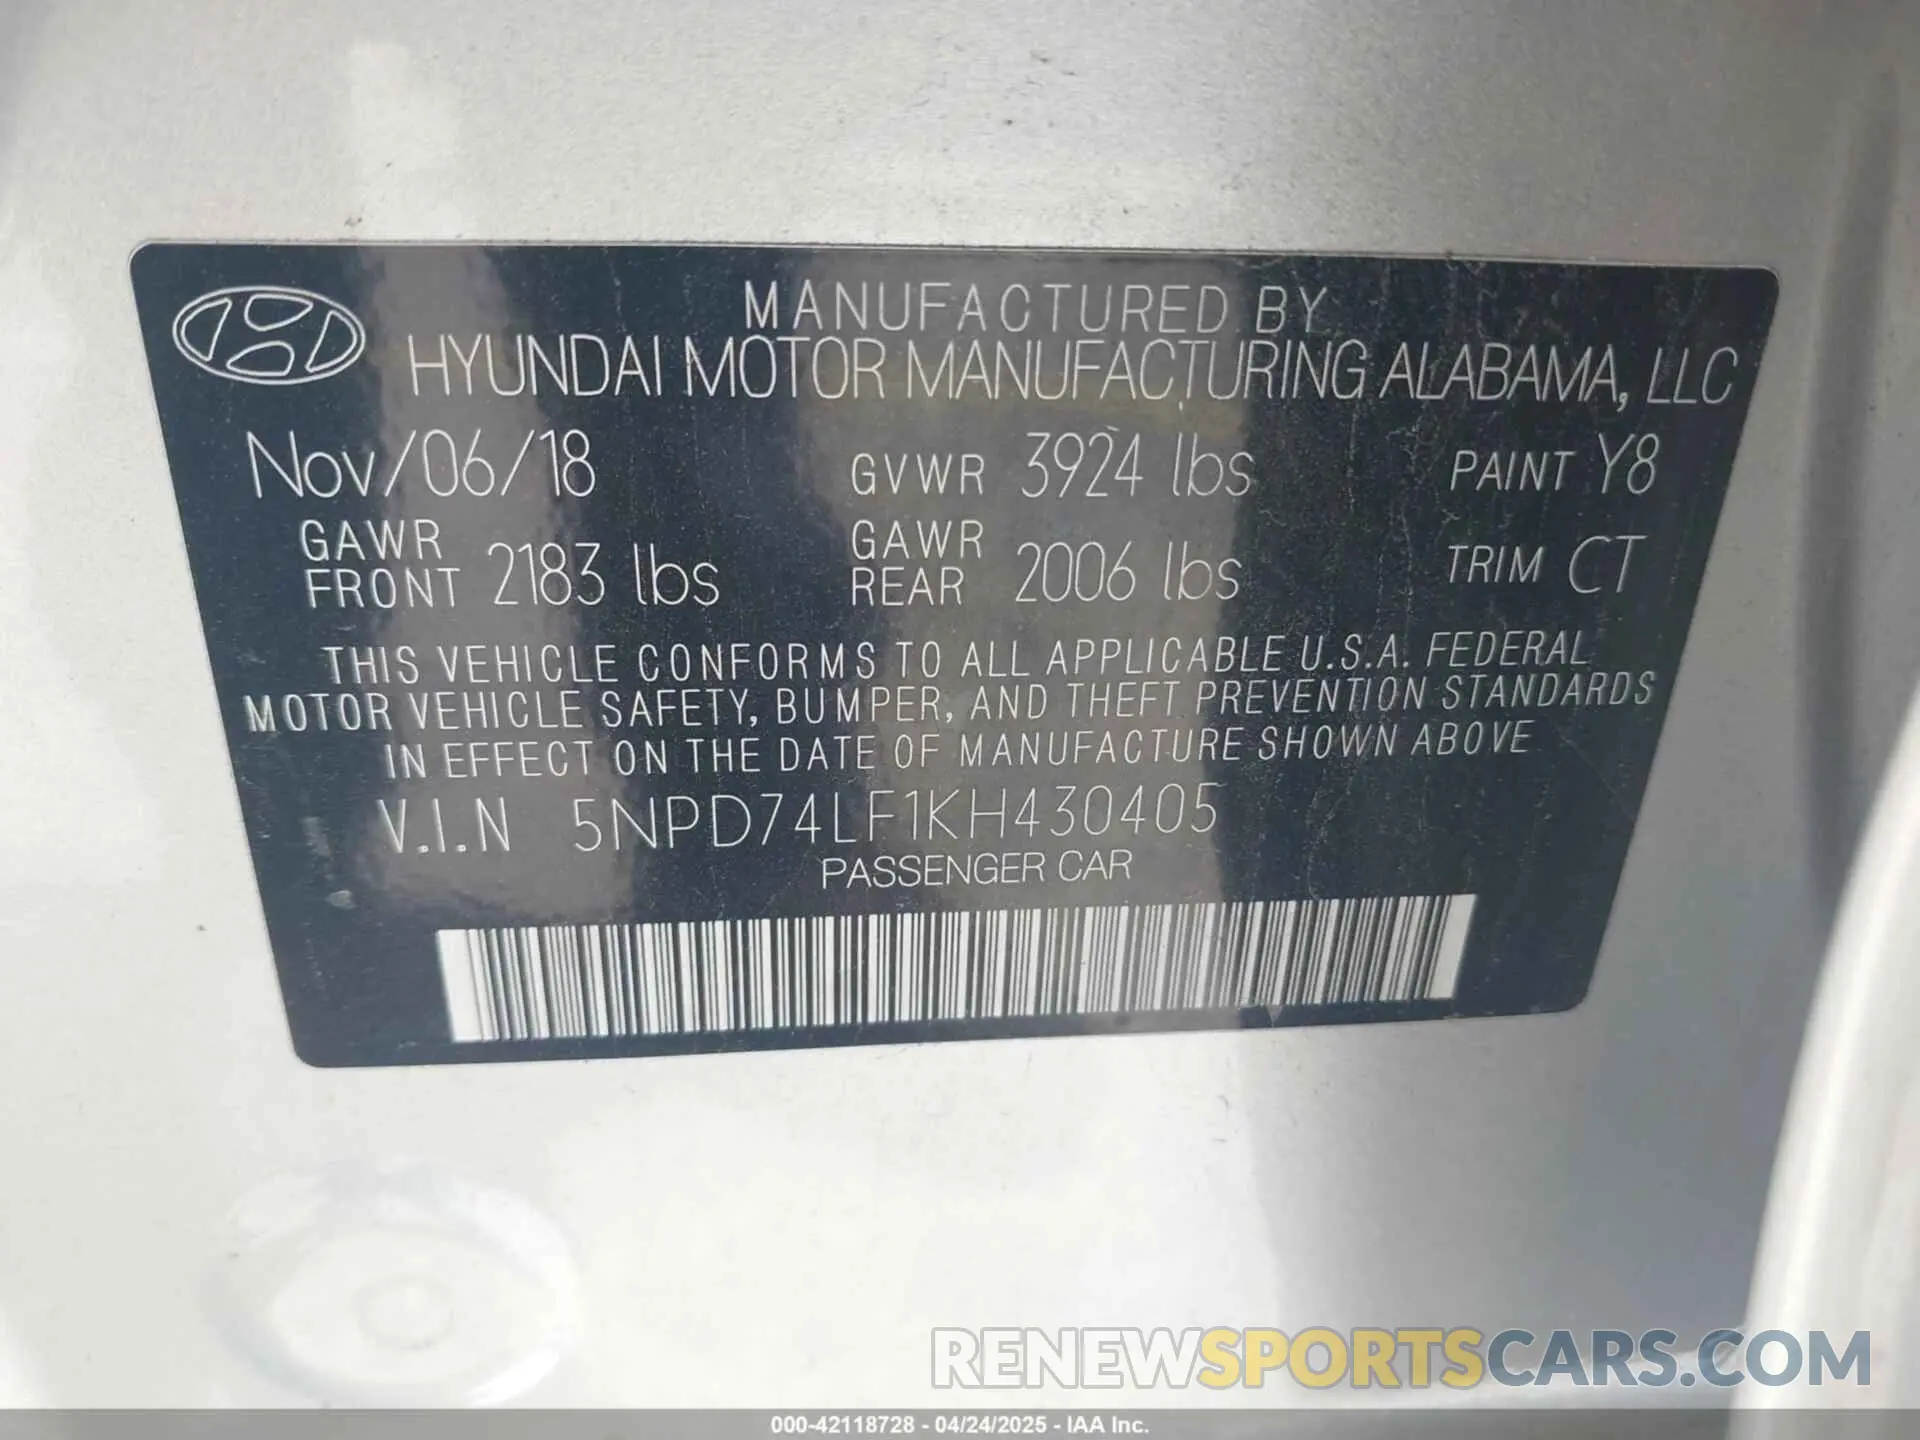 MANUFACTURED BY
HYUNDAI MOTOR MANUFACTURING ALABAMA, LLC
Nov/06/18 GVWR 3924 lbs PAINT Y8
GAWR FRONT 2183 lbs GAWR REAR 2006 lbs TRIM CT
THIS VEHICLE CONFORMS TO ALL APPLICABLE U.S.A. FEDERAL
MOTOR VEHICLE SAFETY, BUMPER, AND THEFT PREVENTION STANDARDS
IN EFFECT ON THE DATE OF MANUFACTURE SHOWN ABOVE
V.I.N 5NPD74LF1KH430405
PASSENGER CAR
RENEWSPORTSCARS.COM
000-42118728 - 04/24/2025 - IAA Inc.